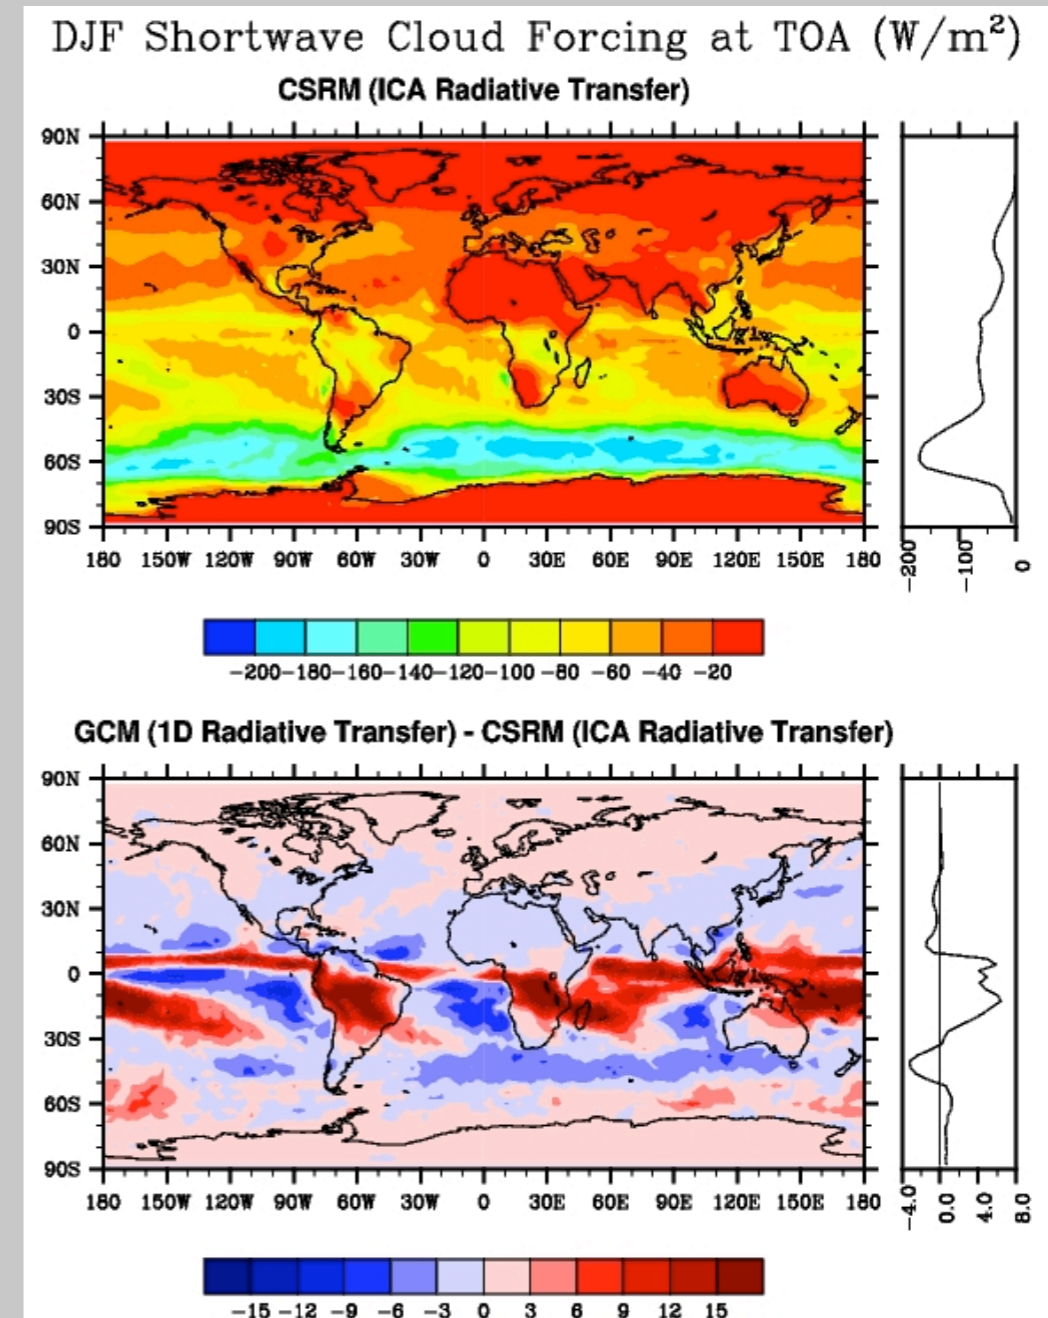 DJF Shortwave Cloud Forcing at TOA (W/m²)
CSRM (ICA Radiative Transfer)
90N
60N
30N
0
30S
60S
90S
180 150W 120W 90W 60W 30W 0 30E 60E 90E 120E 150E 180
-200 -100 0
-200 -180 -160 -140 -120 -100 -80 -60 -40 -20
GCM (1D Radiative Transfer) - CSRM (ICA Radiative Transfer)
90N
60N
30N
0
30S
60S
90S
180 150W 120W 90W 60W 30W 0 30E 60E 90E 120E 150E 180
-4.0 0.0 4.0 8.0
-15 -12 -9 -6 -3 0 3 6 9 12 15